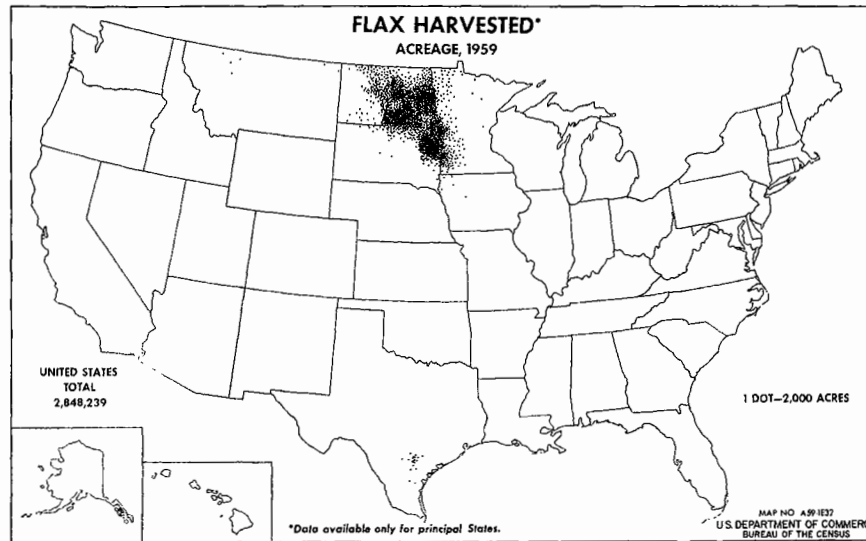 FLAX HARVESTED*
ACREAGE, 1959
UNITED STATES
TOTAL
2,848,239
1 DOT—2,000 ACRES
*Data available only for principal States.
MAP NO A59-1E32
U.S. DEPARTMENT OF COMMERC
BUREAU OF THE CENSUS